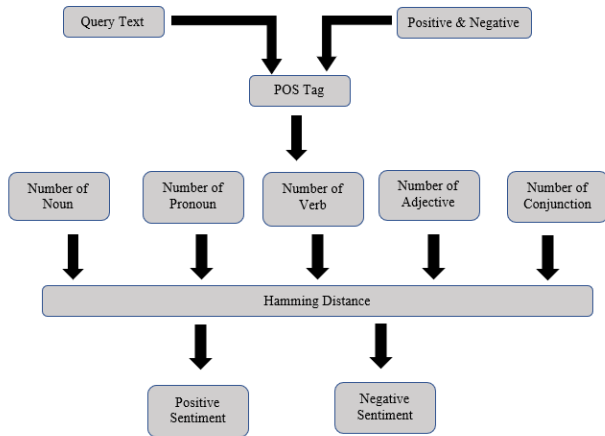 Query Text
Positive & Negative
POS Tag
Number of
Noun
Number of
Pronoun
Number of
Verb
Number of
Adjective
Number of
Conjunction
Hamming Distance
Positive
Sentiment
Negative
Sentiment